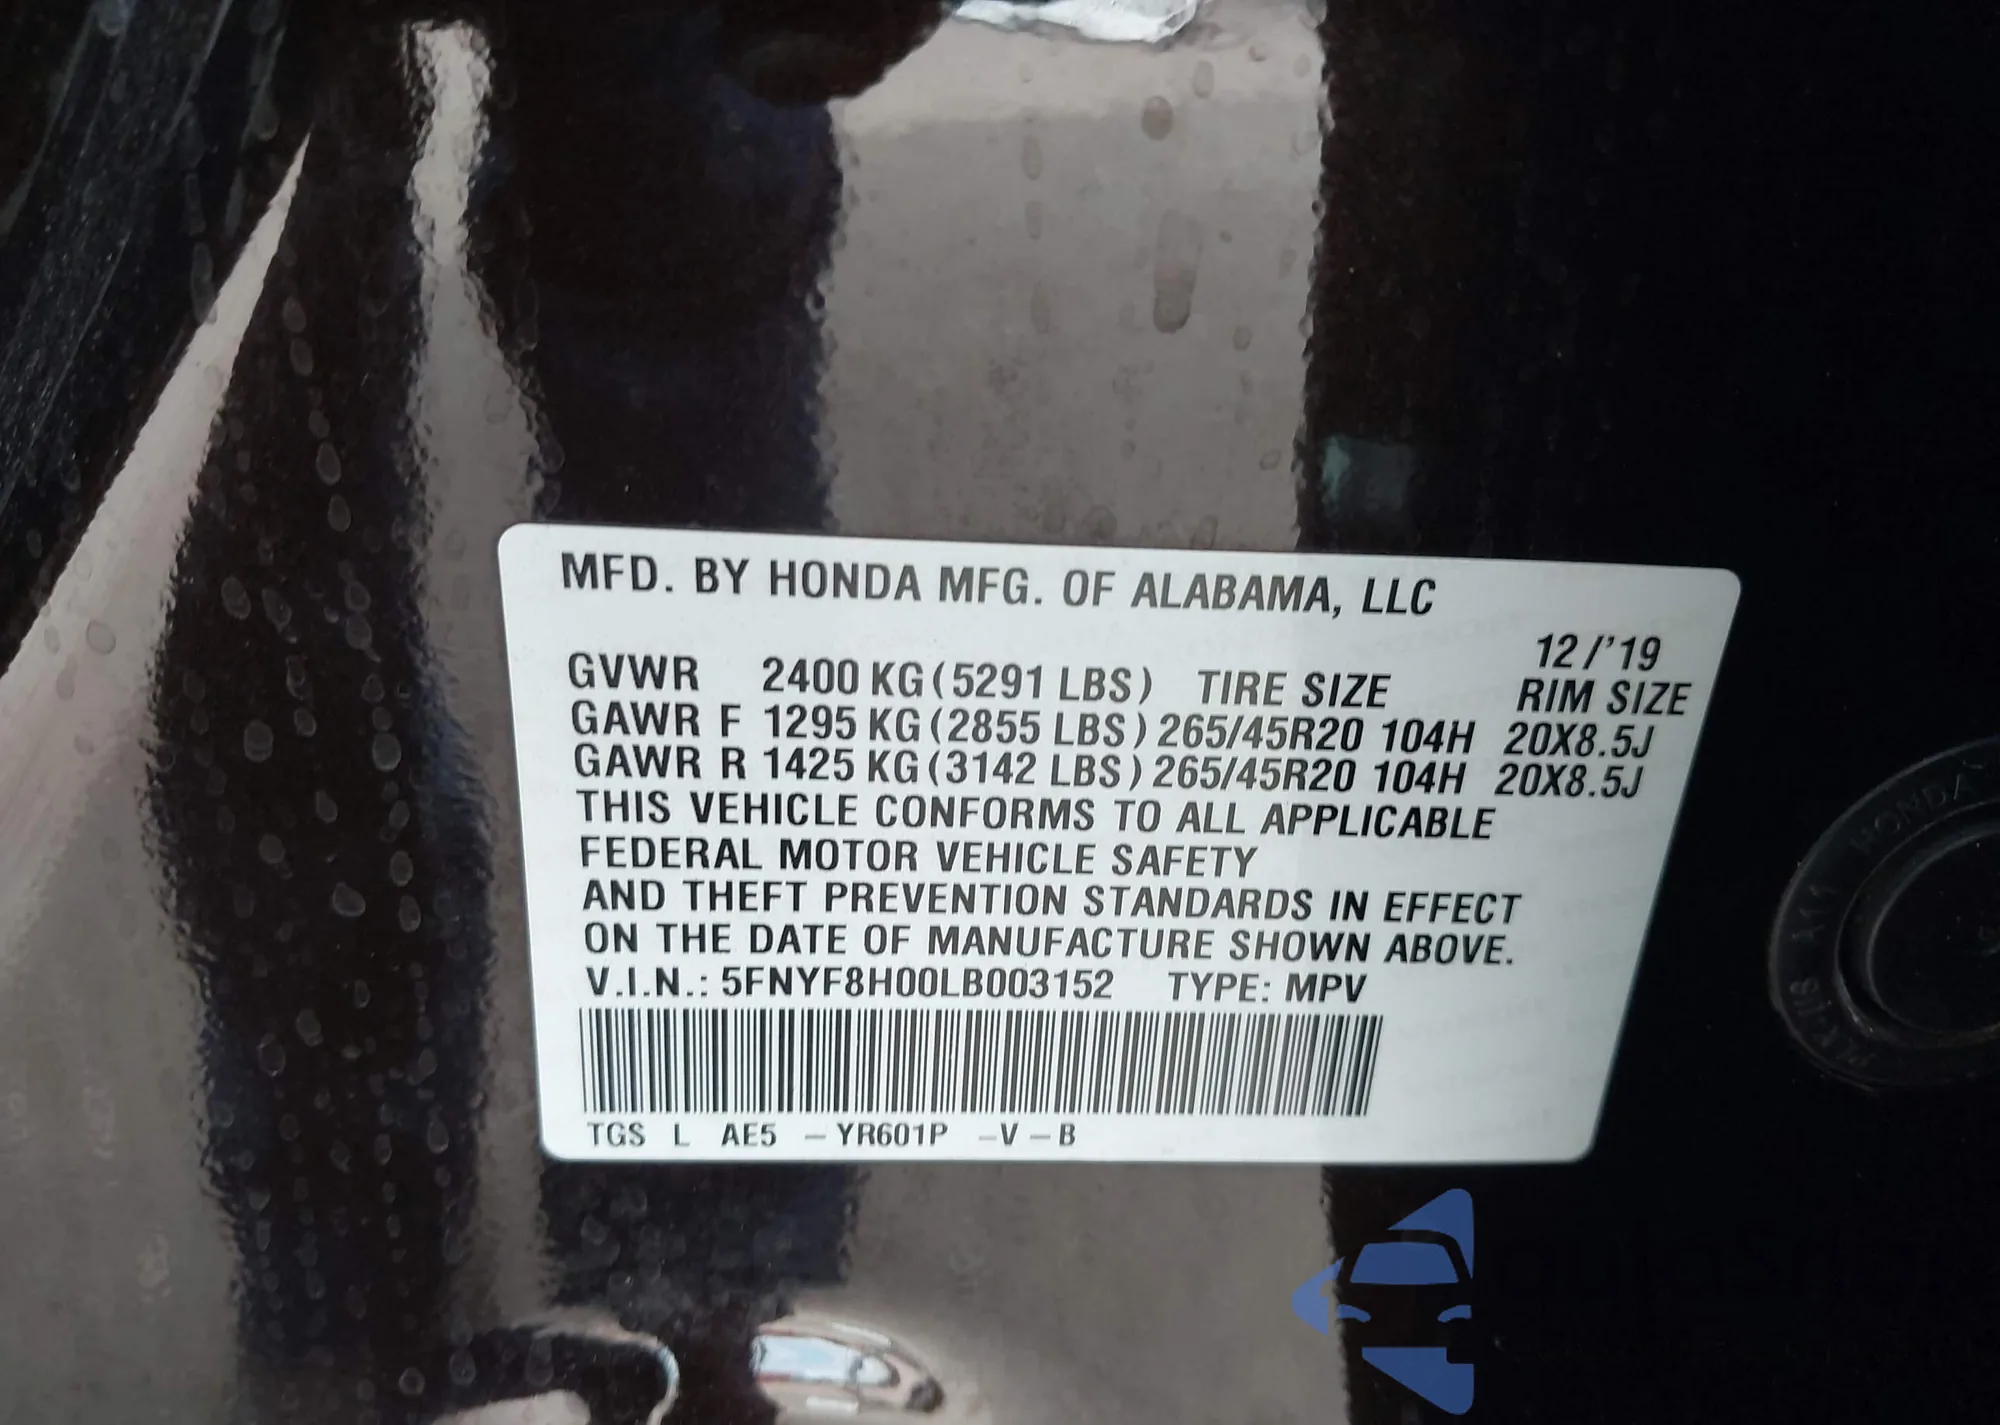 MFD. BY HONDA MFG. OF ALABAMA, LLC
12/'19
GVWR 2400 KG (5291 LBS) TIRE SIZE RIM SIZE
GAWR F 1295 KG (2855 LBS) 265/45R20 104H 20X8.5J
GAWR R 1425 KG (3142 LBS) 265/45R20 104H 20X8.5J
THIS VEHICLE CONFORMS TO ALL APPLICABLE
FEDERAL MOTOR VEHICLE SAFETY
AND THEFT PREVENTION STANDARDS IN EFFECT
ON THE DATE OF MANUFACTURE SHOWN ABOVE.
V.I.N.: 5FNYF8H00LB003152 TYPE: MPV
TGS L AE5 – YR601P – V – B
HONDA